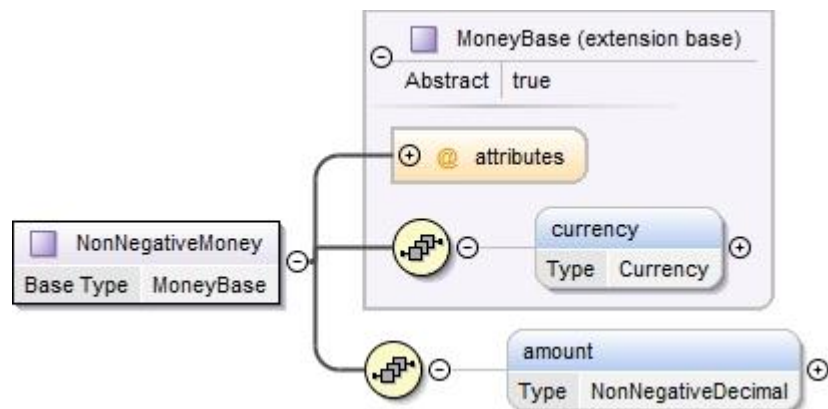 MoneyBase (extension base)
Abstract true
@ attributes
NonNegativeMoney
Base Type MoneyBase
currency
Type Currency
amount
Type NonNegativeDecimal